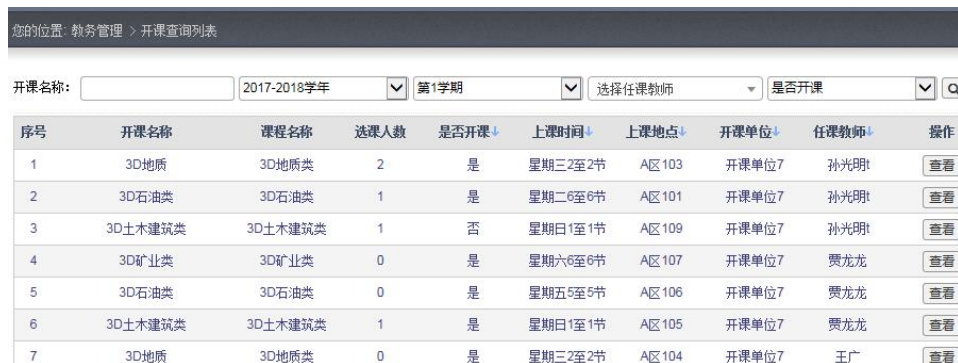 您的位置: 教务管理 > 开课查询列表
开课名称: 2017-2018学年 第1学期 选择任课教师 是否开课
序号 开课名称 课程名称 选课人数 是否开课 上课时间 上课地点 开课单位 任课教师 操作
1 3D地质 3D地质类 2 是 星期三2至2节 A区103 开课单位7 孙光明t 查看
2 3D石油类 3D石油类 1 是 星期二6至6节 A区101 开课单位7 孙光明t 查看
3 3D土木建筑类 3D土木建筑类 1 否 星期日1至1节 A区109 开课单位7 孙光明t 查看
4 3D矿业类 3D矿业类 0 是 星期六6至6节 A区107 开课单位7 贾龙龙 查看
5 3D石油类 3D石油类 0 是 星期五5至5节 A区106 开课单位7 贾龙龙 查看
6 3D土木建筑类 3D土木建筑类 1 是 星期日1至1节 A区105 开课单位7 贾龙龙 查看
7 3D地质 3D地质类 0 是 星期三2至2节 A区104 开课单位7 王广 查看